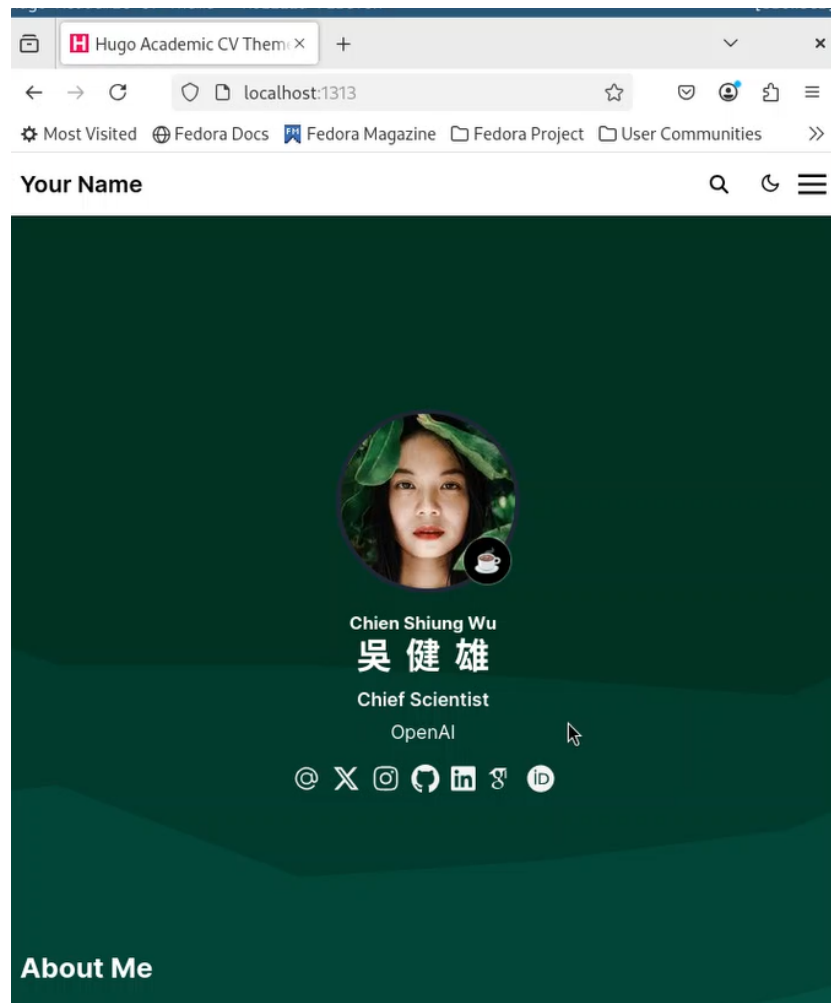 Hugo Academic CV Them
localhost:1313
Most Visited Fedora Docs Fedora Magazine Fedora Project User Communities
Your Name
Chien Shiung Wu
吳健雄
Chief Scientist
OpenAI
About Me